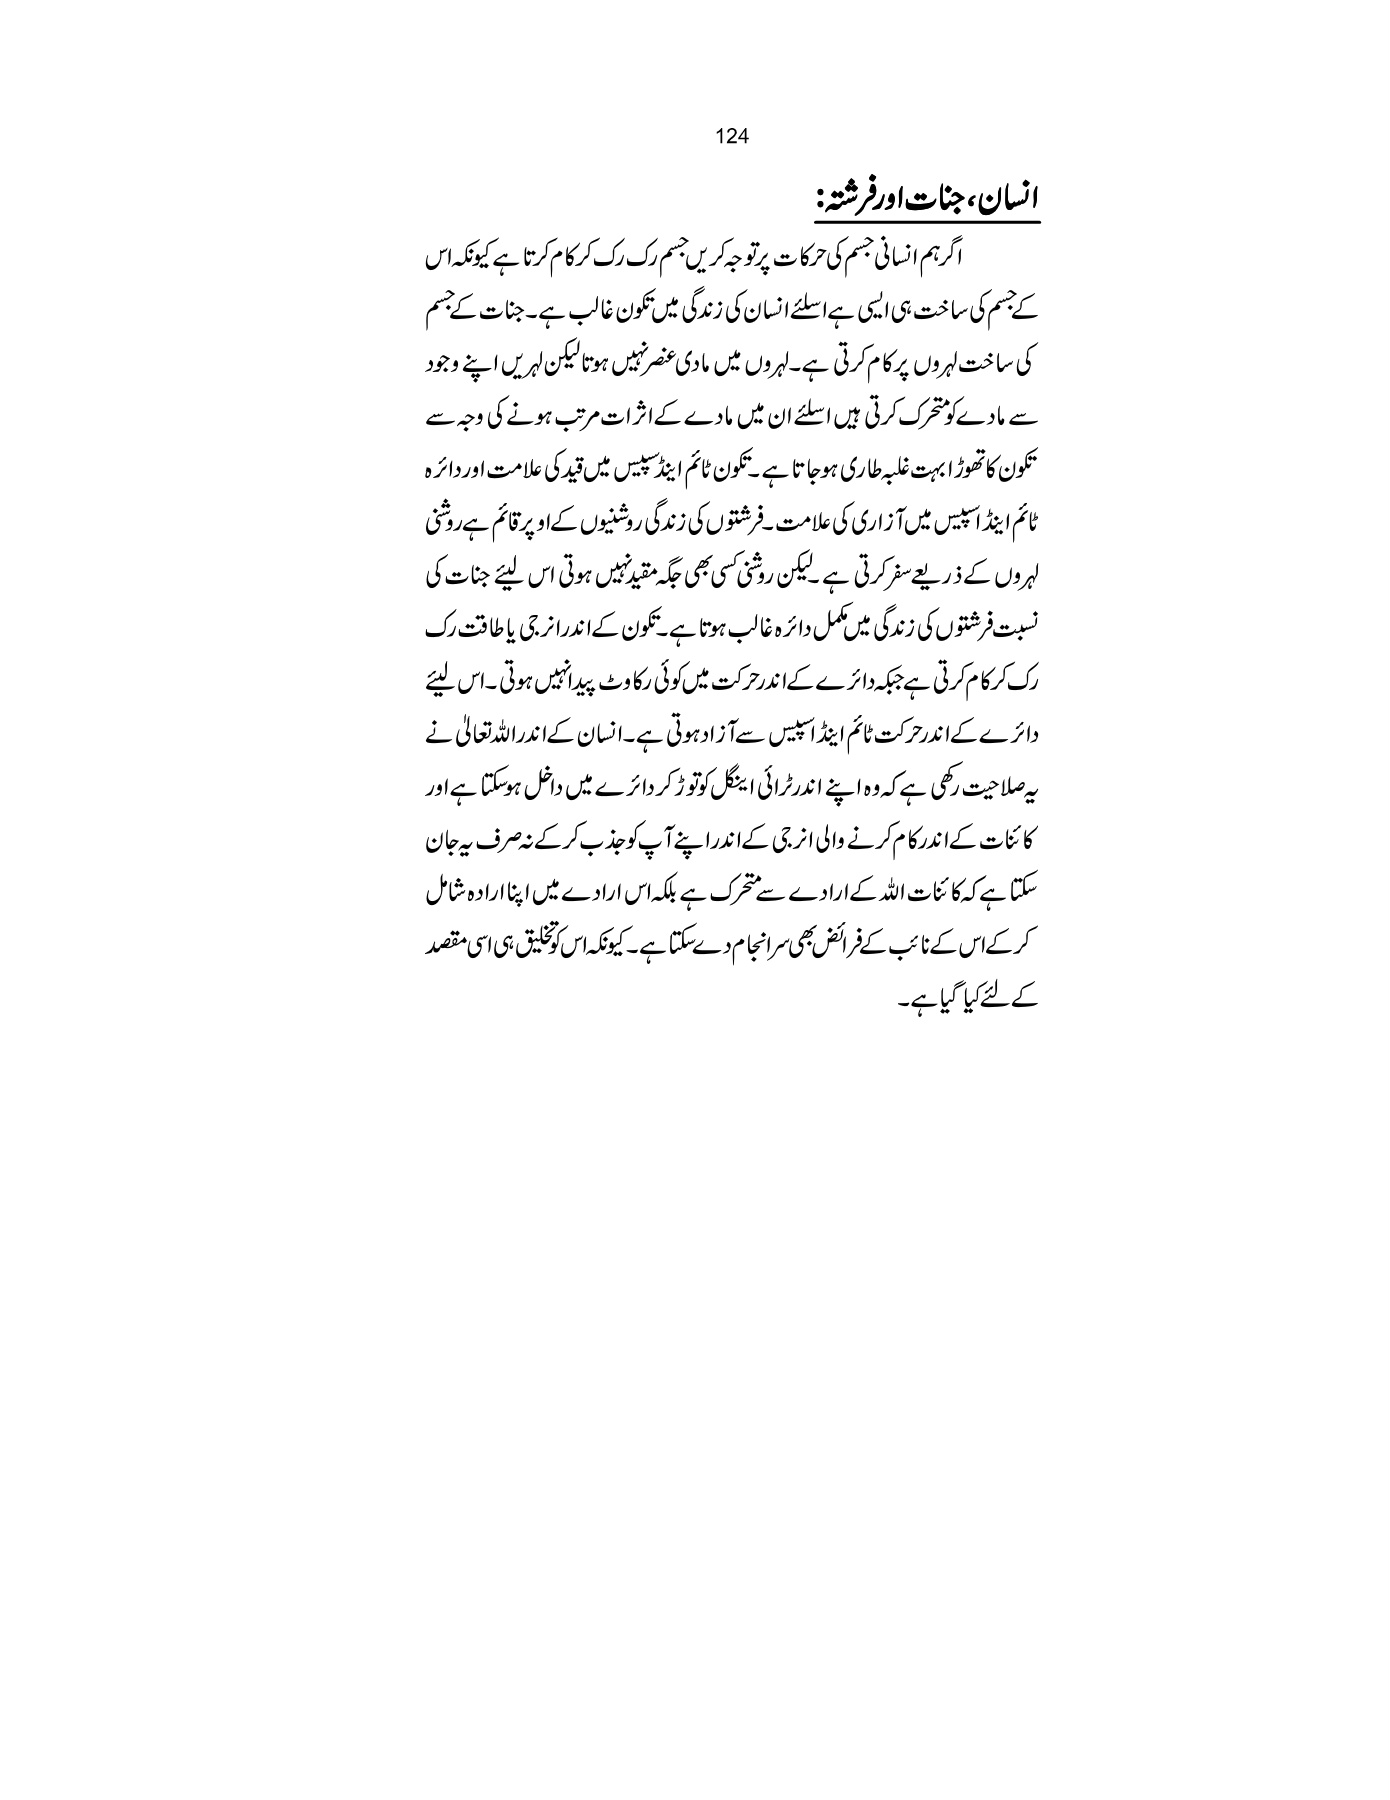 124
انسان، جنات اور فرشتہ:
اگر ہم انسانی جسم کی حرکات پر توجہ کریں جسم رک رک کر کام کرتا ہے کیونکہ اس
کے جسم کی ساخت ہی ایسی ہے اسلئے انسان کی زندگی میں تکون غالب ہے۔ جنات کے جسم
کی ساخت لہروں پر کام کرتی ہے۔ لہروں میں مادی عنصر نہیں ہوتا لیکن لہریں اپنے وجود
سے مادے کو متحرک کرتی ہیں اسلئے ان میں مادے کے اثرات مرتب ہونے کی وجہ سے
تکون کا تھوڑا بہت غلبہ طاری ہو جاتا ہے۔ تکون ٹائم اینڈ سپیس میں قید کی علامت اور دائرہ
ٹائم اینڈ اسپیس میں آزاری کی علامت۔ فرشتوں کی زندگی روشنیوں کے اوپر قائم ہے روشنی
لہروں کے ذریعے سفر کرتی ہے۔ لیکن روشنی کسی بھی جگہ مقید نہیں ہوتی اس لیئے جنات کی
نسبت فرشتوں کی زندگی میں مکمل دائرہ غالب ہوتا ہے۔ تکون کے اندر انرجی یا طاقت رک
رک کر کام کرتی ہے جبکہ دائرے کے اندر حرکت میں کوئی رکاوٹ پیدا نہیں ہوتی۔ اس لیئے
دائرے کے اندر حرکت ٹائم اینڈ اسپیس سے آزاد ہوتی ہے۔ انسان کے اندر اللہ تعالیٰ نے
یہ صلاحیت رکھی ہے کہ وہ اپنے اندر ٹرائی اینگل کو توڑ کر دائرے میں داخل ہو سکتا ہے اور
کائنات کے اندر کام کرنے والی انرجی کے اندر اپنے آپ کو جذب کر کے نہ صرف یہ جان
سکتا ہے کہ کائنات اللہ کے ارادے سے متحرک ہے بلکہ اس ارادے میں اپنا ارادہ شامل
کر کے اس کے نائب کے فرائض بھی سر انجام دے سکتا ہے۔ کیونکہ اس کو تخلیق ہی اسی مقصد
کے لئے کیا گیا ہے۔